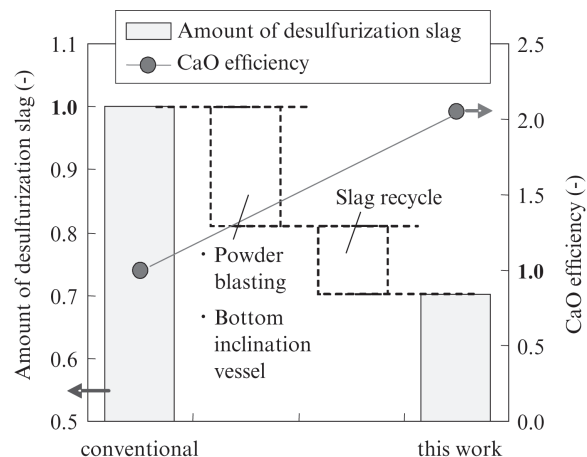 Amount of desulfurization slag
CaO efficiency
Amount of desulfurization slag (-)
1.1
1.0
0.9
0.8
0.7
0.6
0.5
2.5
2.0
1.5
1.0
0.5
0.0
CaO efficiency (-)
Slag recycle
・Powder
blasting
・Bottom
inclination
vessel
conventional
this work